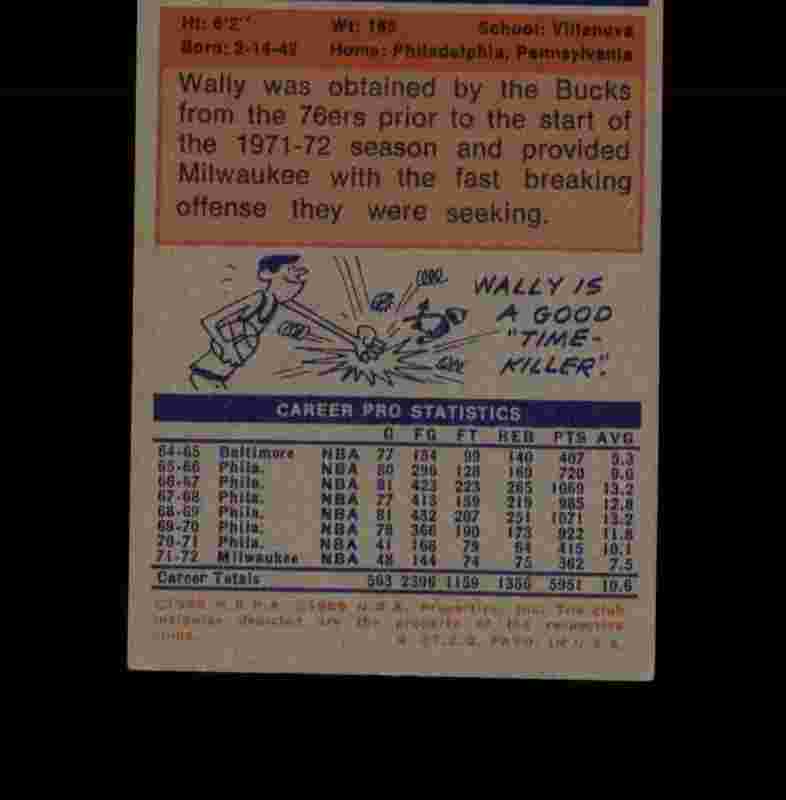 Ht: 6'2" Wt: 185 School: Villanova
Born: 2-14-42 Home: Philadelphia, Pennsylvania
Wally was obtained by the Bucks
from the 76ers prior to the start of
the 1971-72 season and provided
Milwaukee with the fast breaking
offense they were seeking.
WALLY IS
A GOOD
"TIME-
KILLER".
CAREER PRO STATISTICS
G FG FT REB PTS AVG
64-65 Baltimore NBA 77 154 99 140 407 5.3
65-66 Phila. NBA 80 296 128 169 720 9.0
66-67 Phila. NBA 81 423 223 265 1069 13.2
67-68 Phila. NBA 77 413 159 219 985 12.8
68-69 Phila. NBA 81 432 207 251 1071 13.2
69-70 Phila. NBA 78 366 190 173 922 11.8
70-71 Phila. NBA 41 168 79 64 415 10.1
71-72 Milwaukee NBA 48 144 74 75 362 7.5
Career Totals 563 2396 1159 1356 5951 10.6
N.B.A. Properties, Inc. The club
insignias depicted are the property of the respective
T.C.G. PRTD. IN U.S.A.